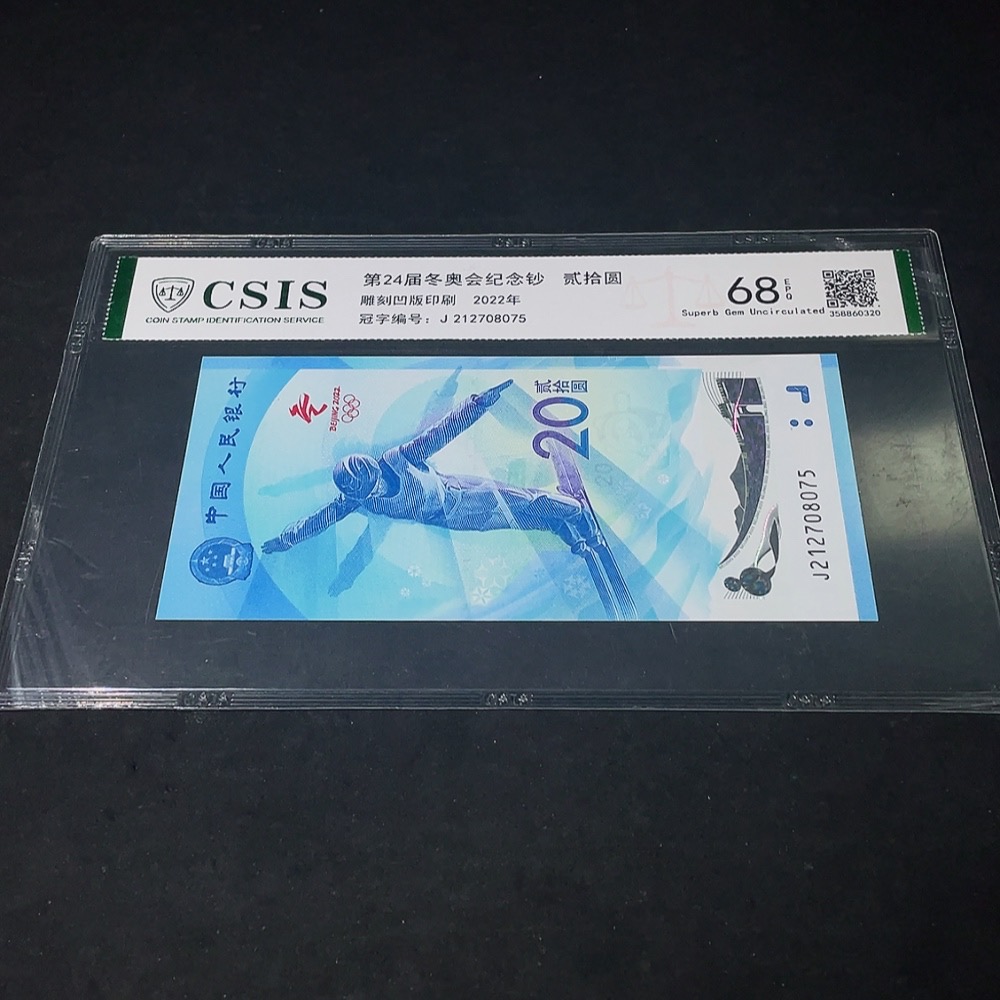 CSIS
COIN STAMP IDENTIFICATION SERVICE
第24届冬奥会纪念钞 贰拾圆
雕刻凹版印刷 2022年
冠字编号：J 212708075
68 EPQ
Superb Gem Uncirculated
358860320
中国人民银行
BEIJING 2022
贰拾圆
20
20
J212708075